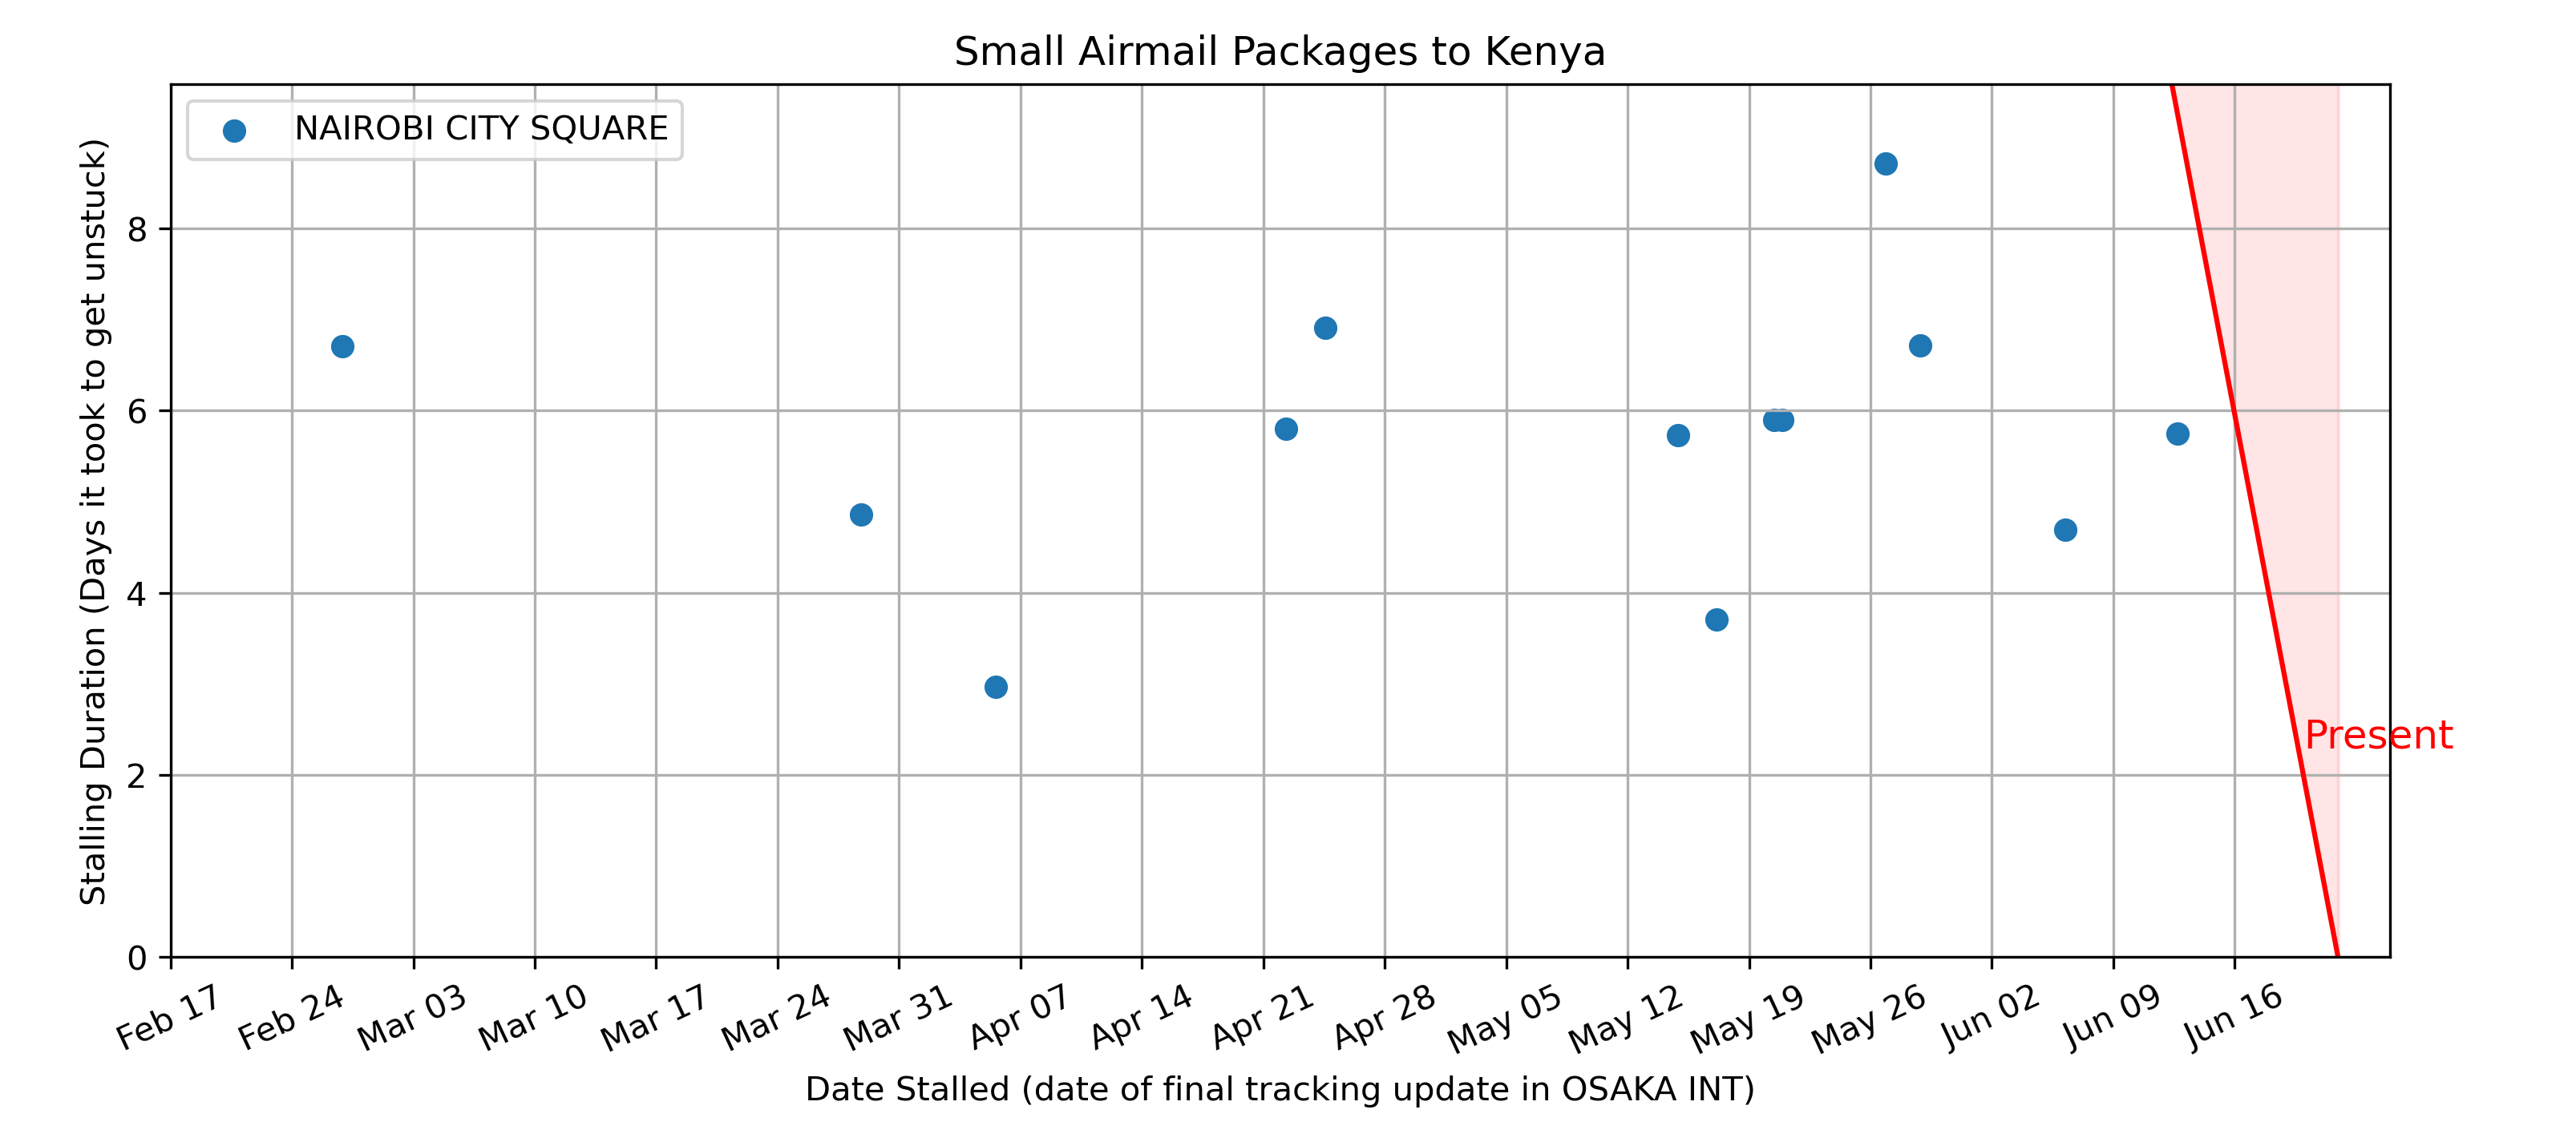 Small Airmail Packages to Kenya
NAIROBI CITY SQUARE
Stalling Duration (Days it took to get unstuck)
8
6
4
2
0
Present
Feb 17
Feb 24
Mar 03
Mar 10
Mar 17
Mar 24
Mar 31
Apr 07
Apr 14
Apr 21
Apr 28
May 05
May 12
May 19
May 26
Jun 02
Jun 09
Jun 16
Date Stalled (date of final tracking update in OSAKA INT)